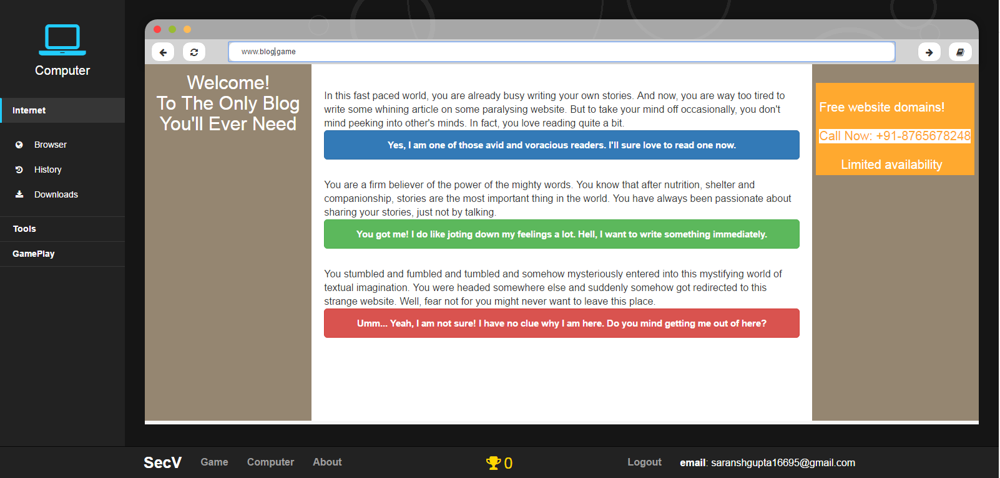 Computer
Internet
Browser
History
Downloads
Tools
GamePlay
www.blog.game
Welcome!
To The Only Blog
You'll Ever Need
In this fast paced world, you are already busy writing your own stories. And now, you are way too tired to
write some whining article on some paralysing website. But to take your mind off occasionally, you don't
mind peeking into other's minds. In fact, you love reading quite a bit.
Yes, I am one of those avid and voracious readers. I'll sure love to read one now.
You are a firm believer of the power of the mighty words. You know that after nutrition, shelter and
companionship, stories are the most important thing in the world. You have always been passionate about
sharing your stories, just not by talking.
You got me! I do like joting down my feelings a lot. Hell, I want to write something immediately.
You stumbled and fumbled and tumbled and somehow mysteriously entered into this mystifying world of
textual imagination. You were headed somewhere else and suddenly somehow got redirected to this
strange website. Well, fear not for you might never want to leave this place.
Umm... Yeah, I am not sure! I have no clue why I am here. Do you mind getting me out of here?
Free website domains!
Call Now: +91-8765678248
Limited availability
SecV Game Computer About 0 Logout email: saranshgupta16695@gmail.com